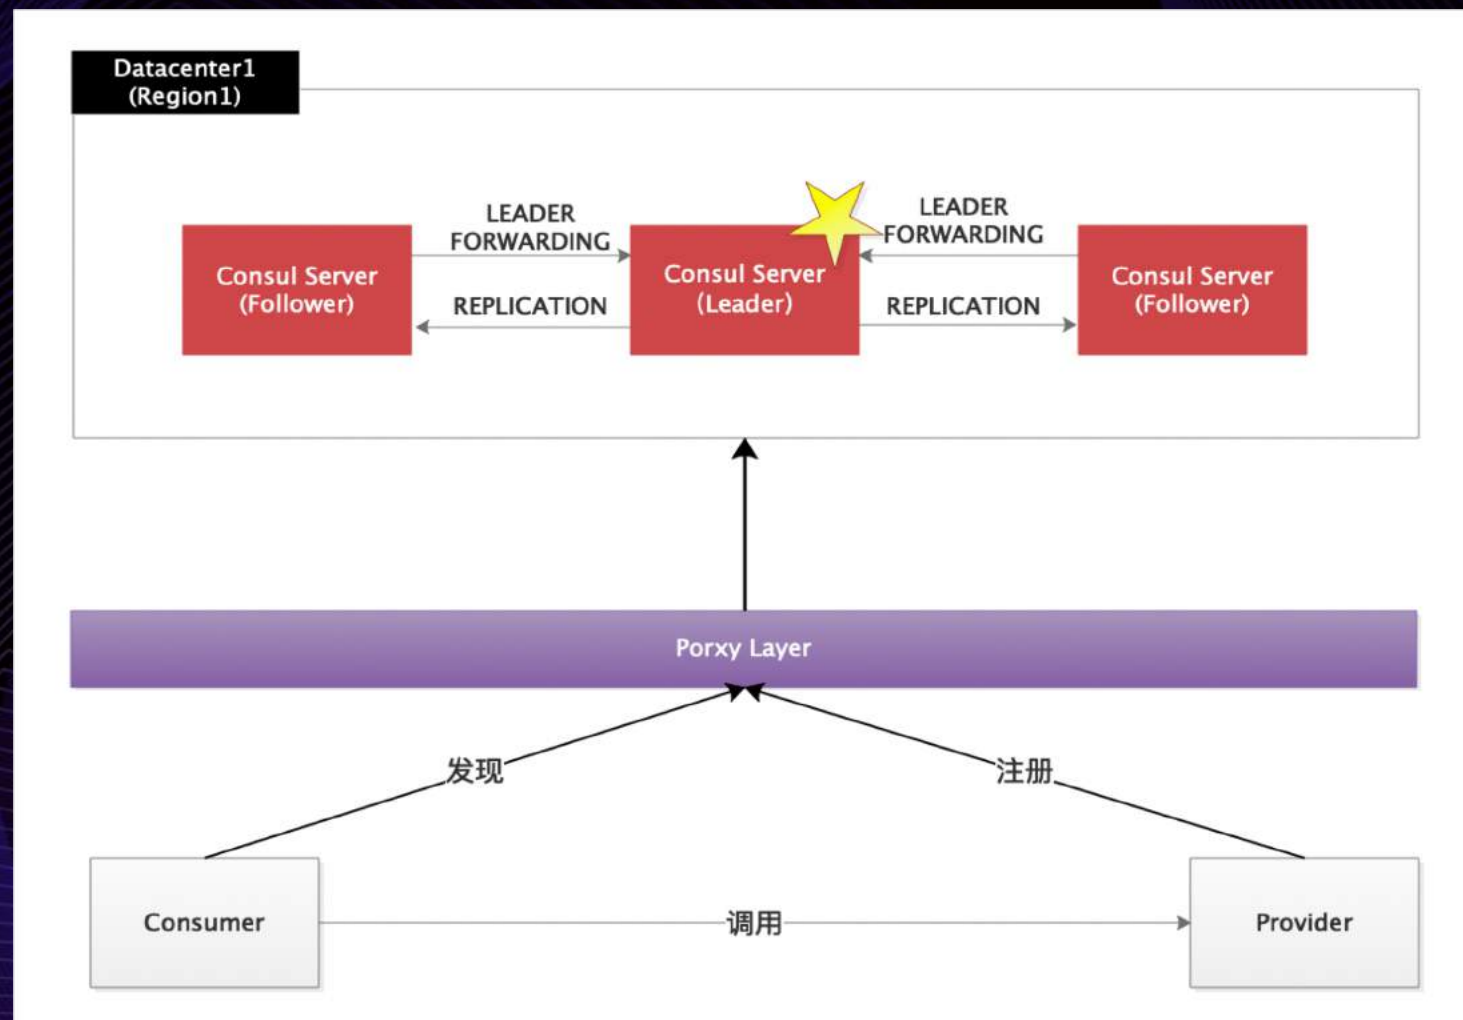 Datacenter1
(Region1)
LEADER
FORWARDING
LEADER
FORWARDING
Consul Server
(Follower)
Consul Server
(Leader)
Consul Server
(Follower)
REPLICATION
REPLICATION
Porxy Layer
发现
注册
Consumer
调用
Provider